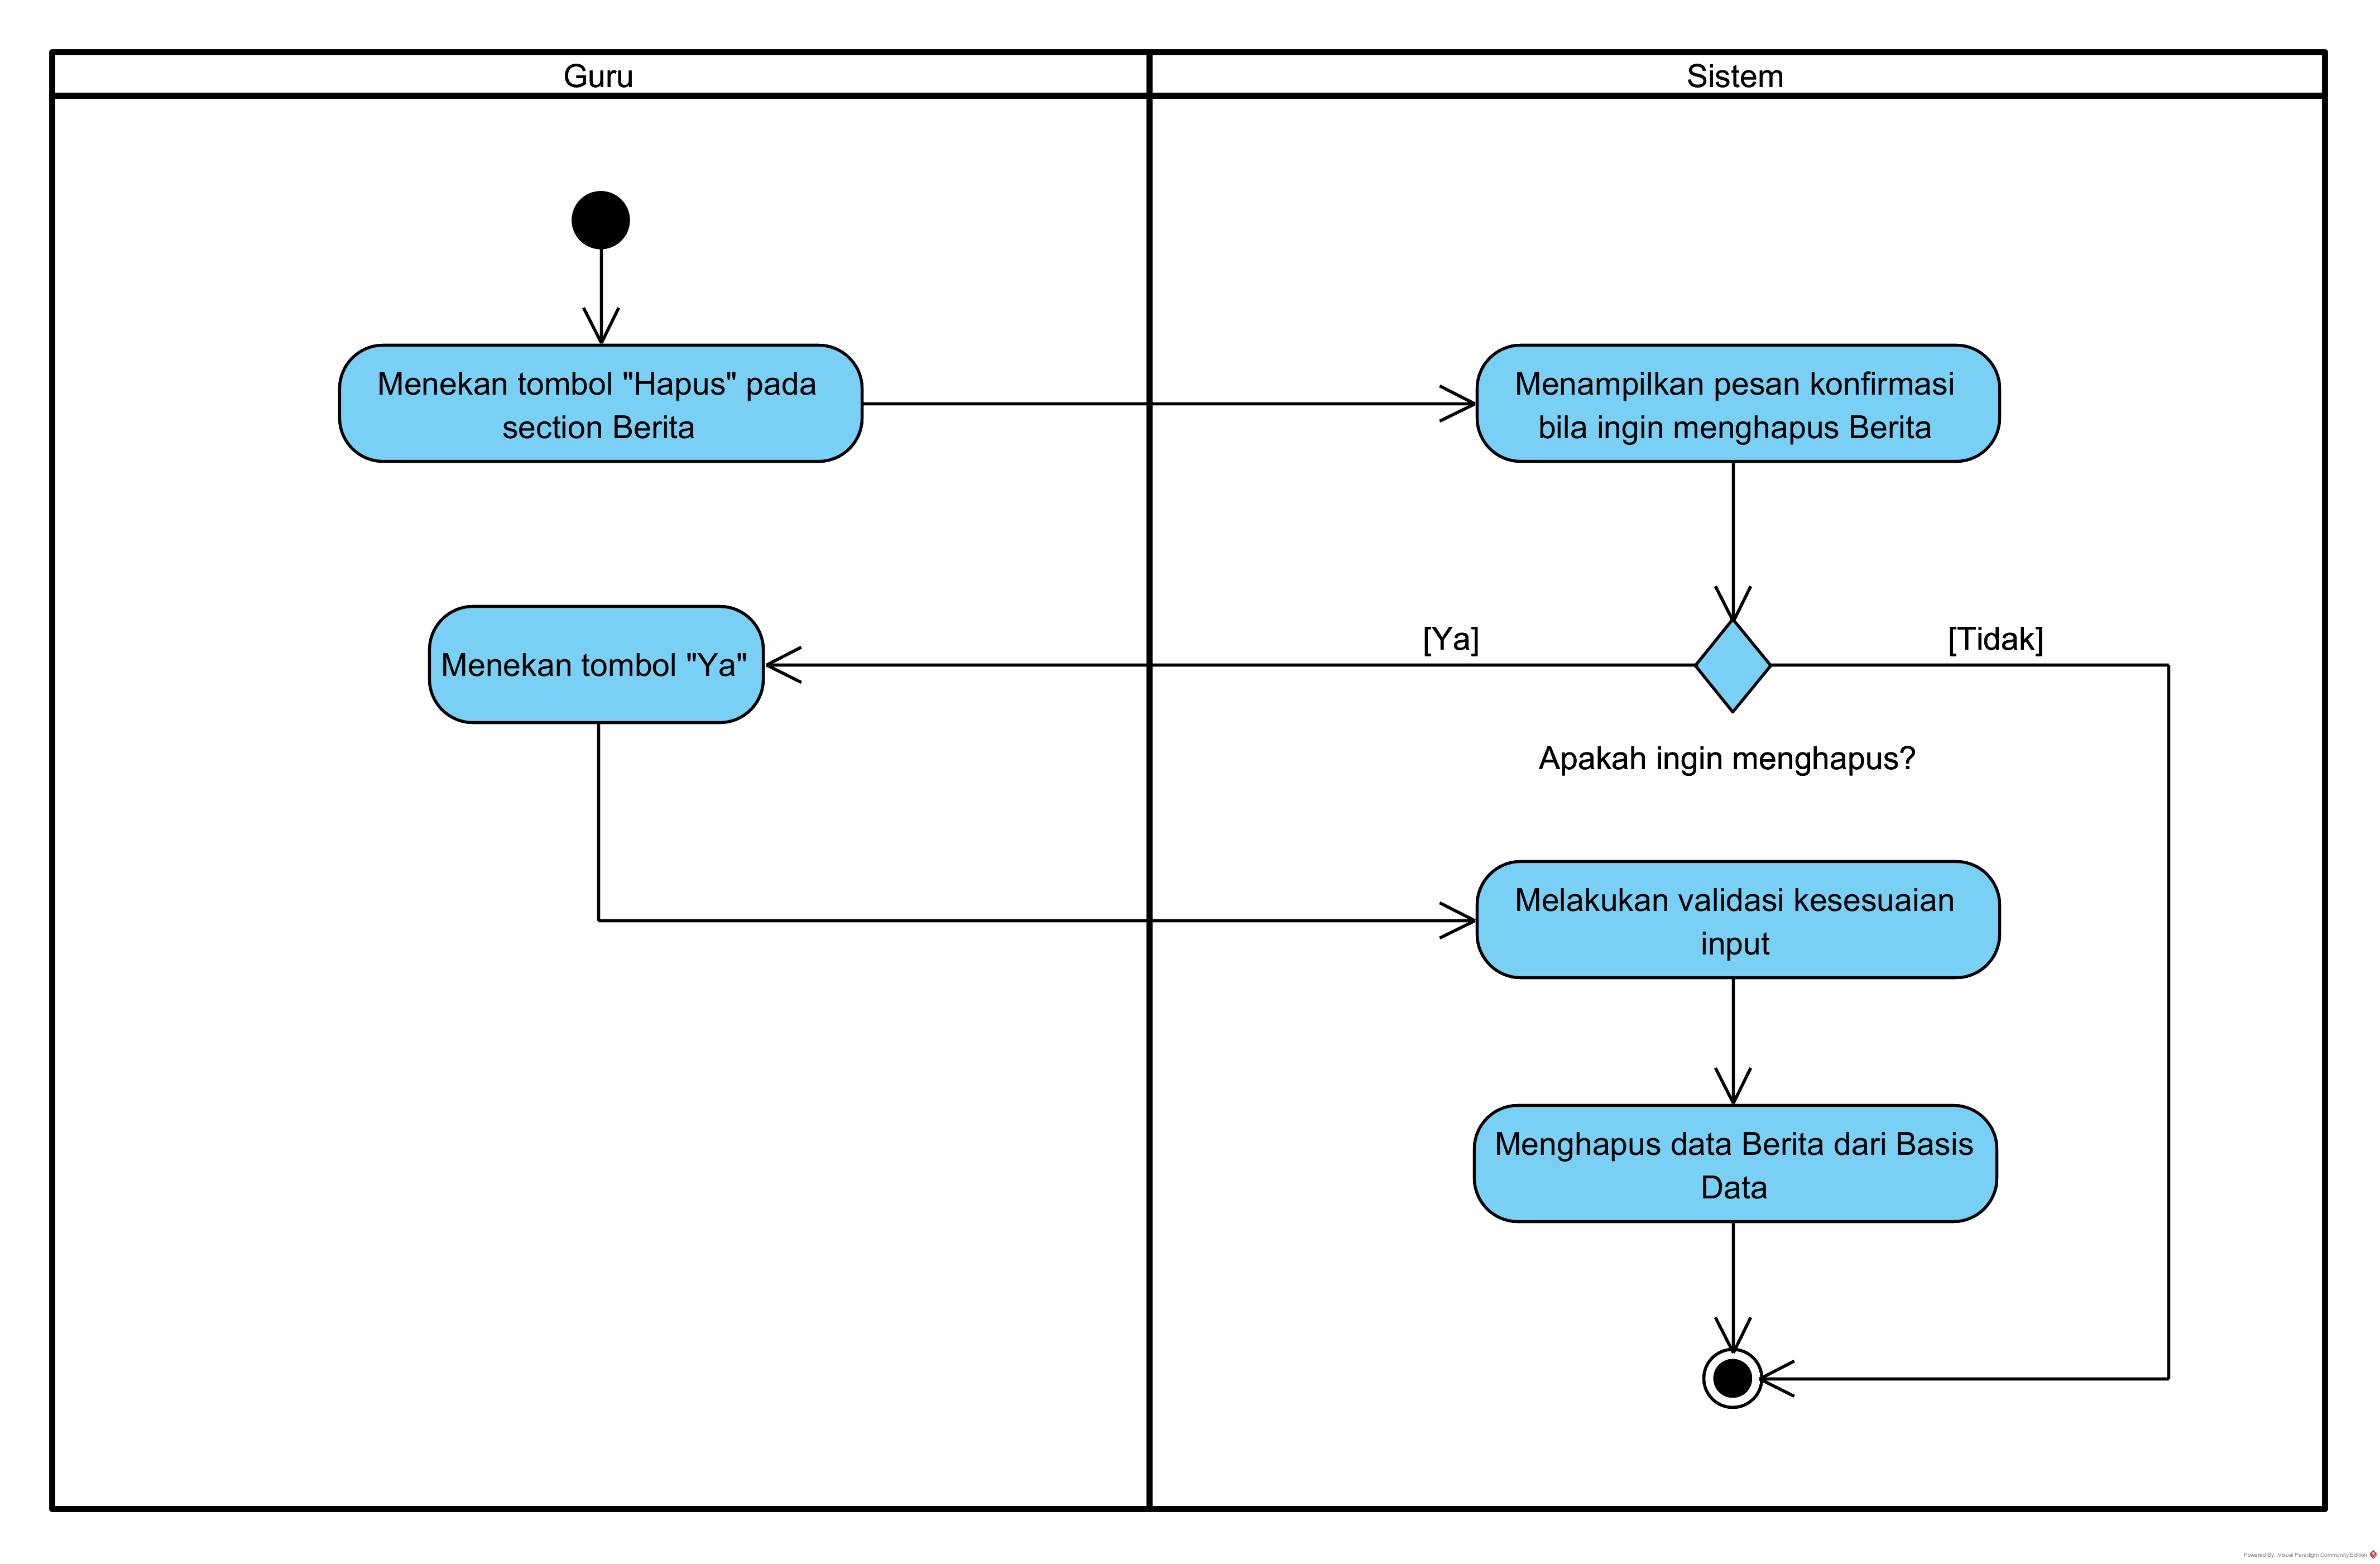 Guru
Sistem
Menekan tombol "Hapus" pada
section Berita
Menampilkan pesan konfirmasi
bila ingin menghapus Berita
Menekan tombol "Ya"
[Ya]
[Tidak]
Apakah ingin menghapus?
Melakukan validasi kesesuaian
input
Menghapus data Berita dari Basis
Data
Powered By: Visual Paradigm Community Edition